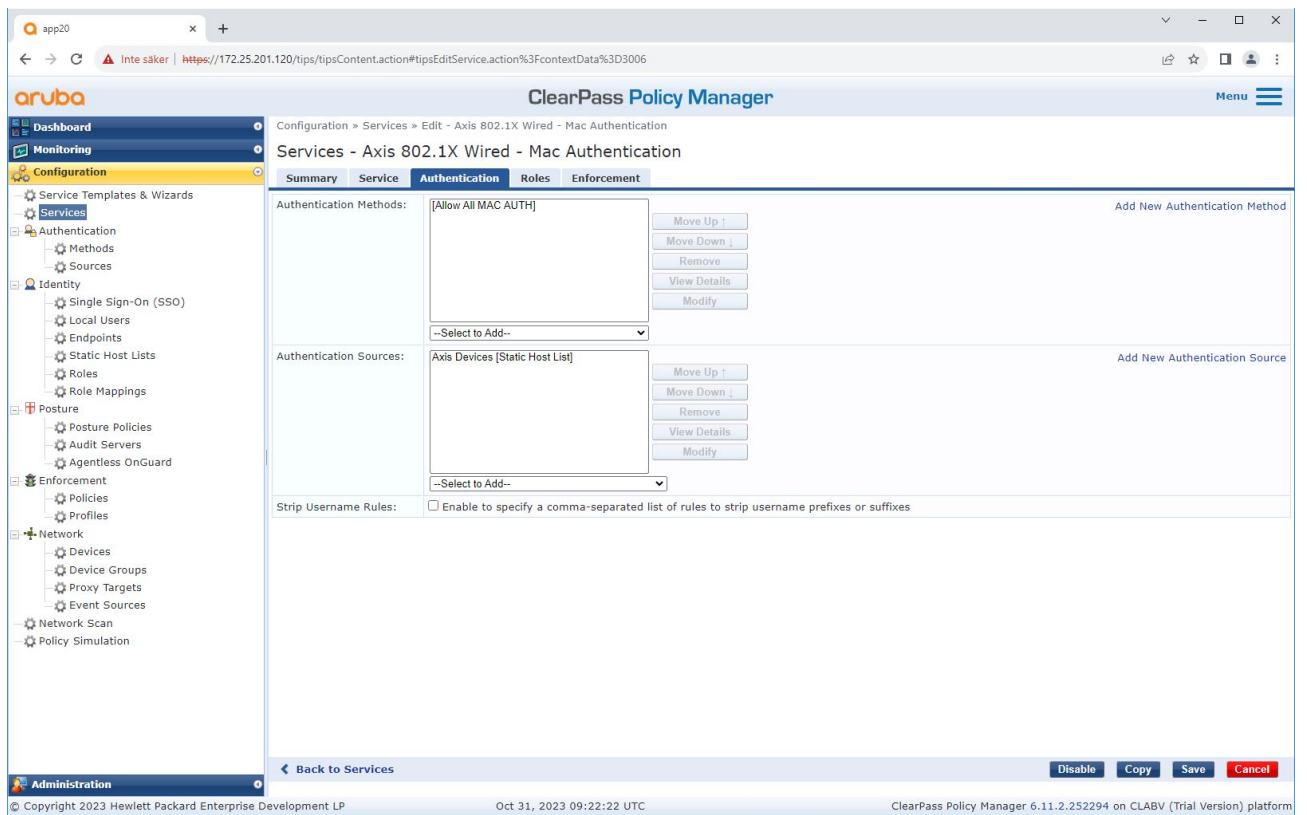 app20
Inte säker | https://172.25.201.120/tips/tipsContent.action#tipsEditService.action%3FcontextData%3D3006
aruba
ClearPass Policy Manager
Menu
Dashboard
Monitoring
Configuration
Service Templates & Wizards
Services
Authentication
Methods
Sources
Identity
Single Sign-On (SSO)
Local Users
Endpoints
Static Host Lists
Roles
Role Mappings
Posture
Posture Policies
Audit Servers
Agentless OnGuard
Enforcement
Policies
Profiles
Network
Devices
Device Groups
Proxy Targets
Event Sources
Network Scan
Policy Simulation
Administration
Configuration » Services » Edit - Axis 802.1X Wired - Mac Authentication
Services - Axis 802.1X Wired - Mac Authentication
Summary Service Authentication Roles Enforcement
Authentication Methods:
[Allow All MAC AUTH]
Move Up ↑
Move Down ↓
Remove
View Details
Modify
--Select to Add--
Add New Authentication Method
Authentication Sources:
Axis Devices [Static Host List]
Move Up ↑
Move Down ↓
Remove
View Details
Modify
--Select to Add--
Add New Authentication Source
Strip Username Rules:
Enable to specify a comma-separated list of rules to strip username prefixes or suffixes
Back to Services
Disable Copy Save Cancel
© Copyright 2023 Hewlett Packard Enterprise Development LP
Oct 31, 2023 09:22:22 UTC
ClearPass Policy Manager 6.11.2.252294 on CLABV (Trial Version) platform